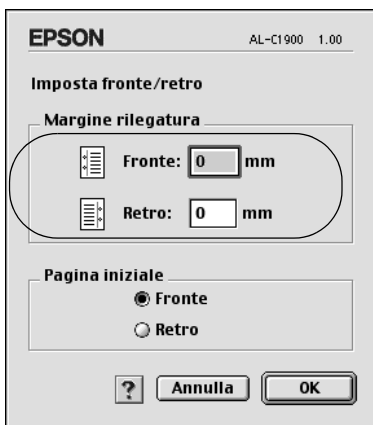 EPSON AL-C1900 1.00
Imposta fronte/retro
Margine rilegatura
Fronte: 0 mm
Retro: 0 mm
Pagina iniziale
Fronte
Retro
? Annulla OK